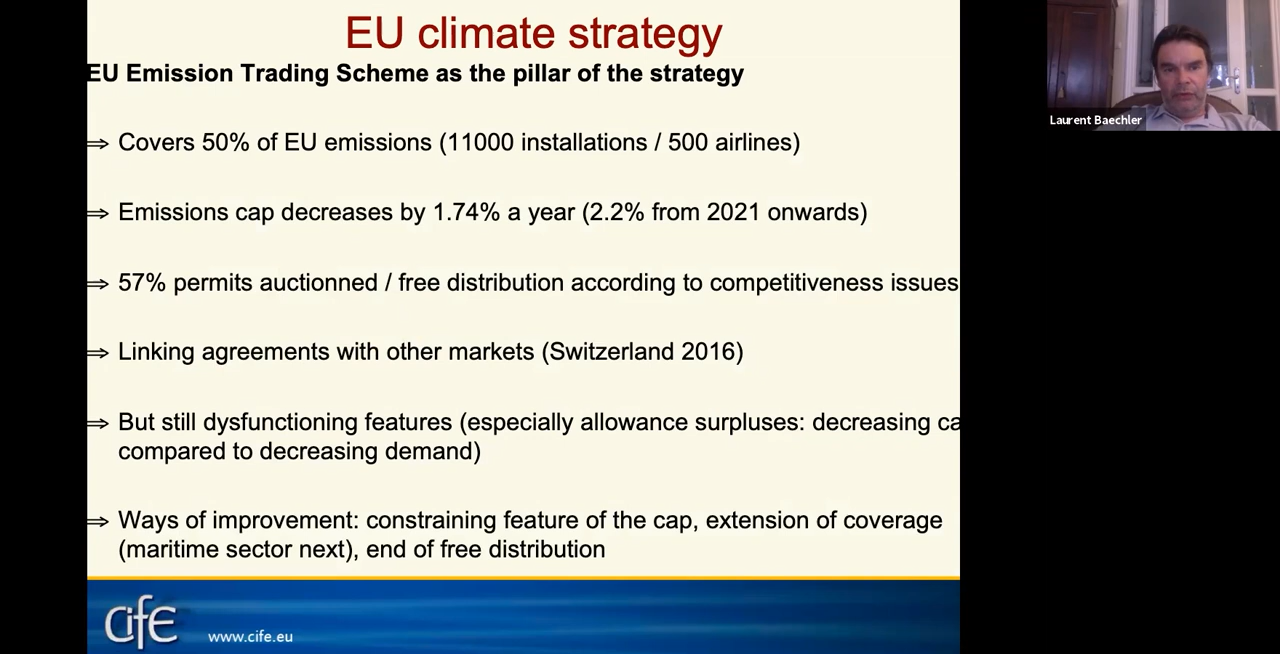 EU climate strategy
EU Emission Trading Scheme as the pillar of the strategy
⇒ Covers 50% of EU emissions (11000 installations / 500 airlines)
⇒ Emissions cap decreases by 1.74% a year (2.2% from 2021 onwards)
⇒ 57% permits auctionned / free distribution according to competitiveness issues
⇒ Linking agreements with other markets (Switzerland 2016)
⇒ But still dysfunctioning features (especially allowance surpluses: decreasing ca
compared to decreasing demand)
⇒ Ways of improvement: constraining feature of the cap, extension of coverage
(maritime sector next), end of free distribution
cifE www.cife.eu
Laurent Baechler